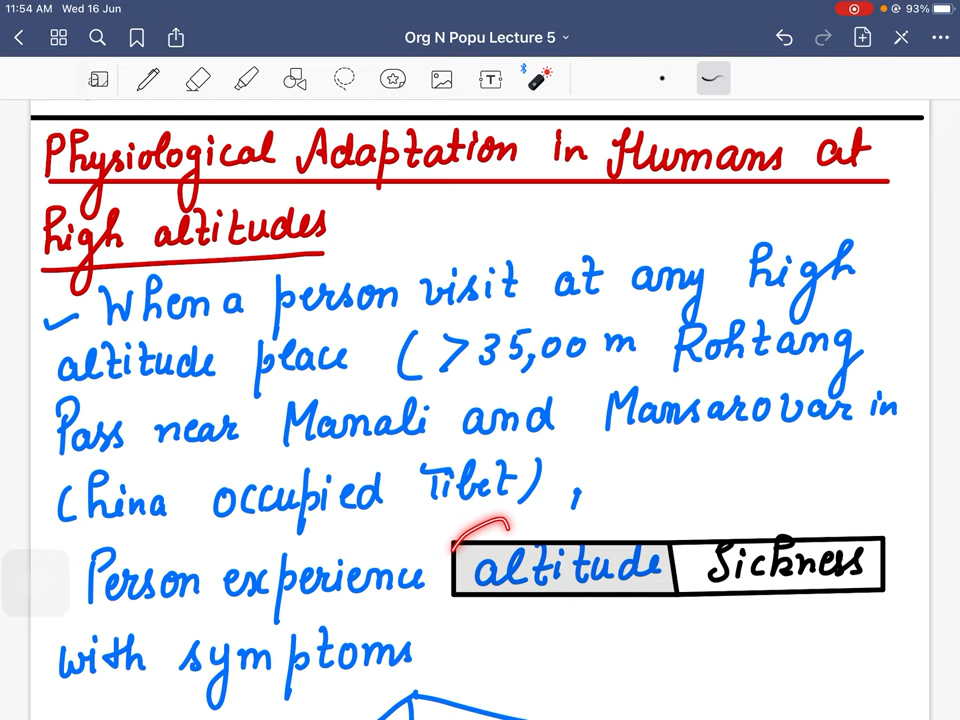 11:54 AM Wed 16 Jun 93%
Org N Popu Lecture 5
T
Physiological Adaptation in Humans at
high altitudes
When a person visit at any high
altitude place (>35,00m Rohtang
Pass near Manali and Mansarovar in
China occupied Tibet),
Person experience altitude Sickness
with symptoms